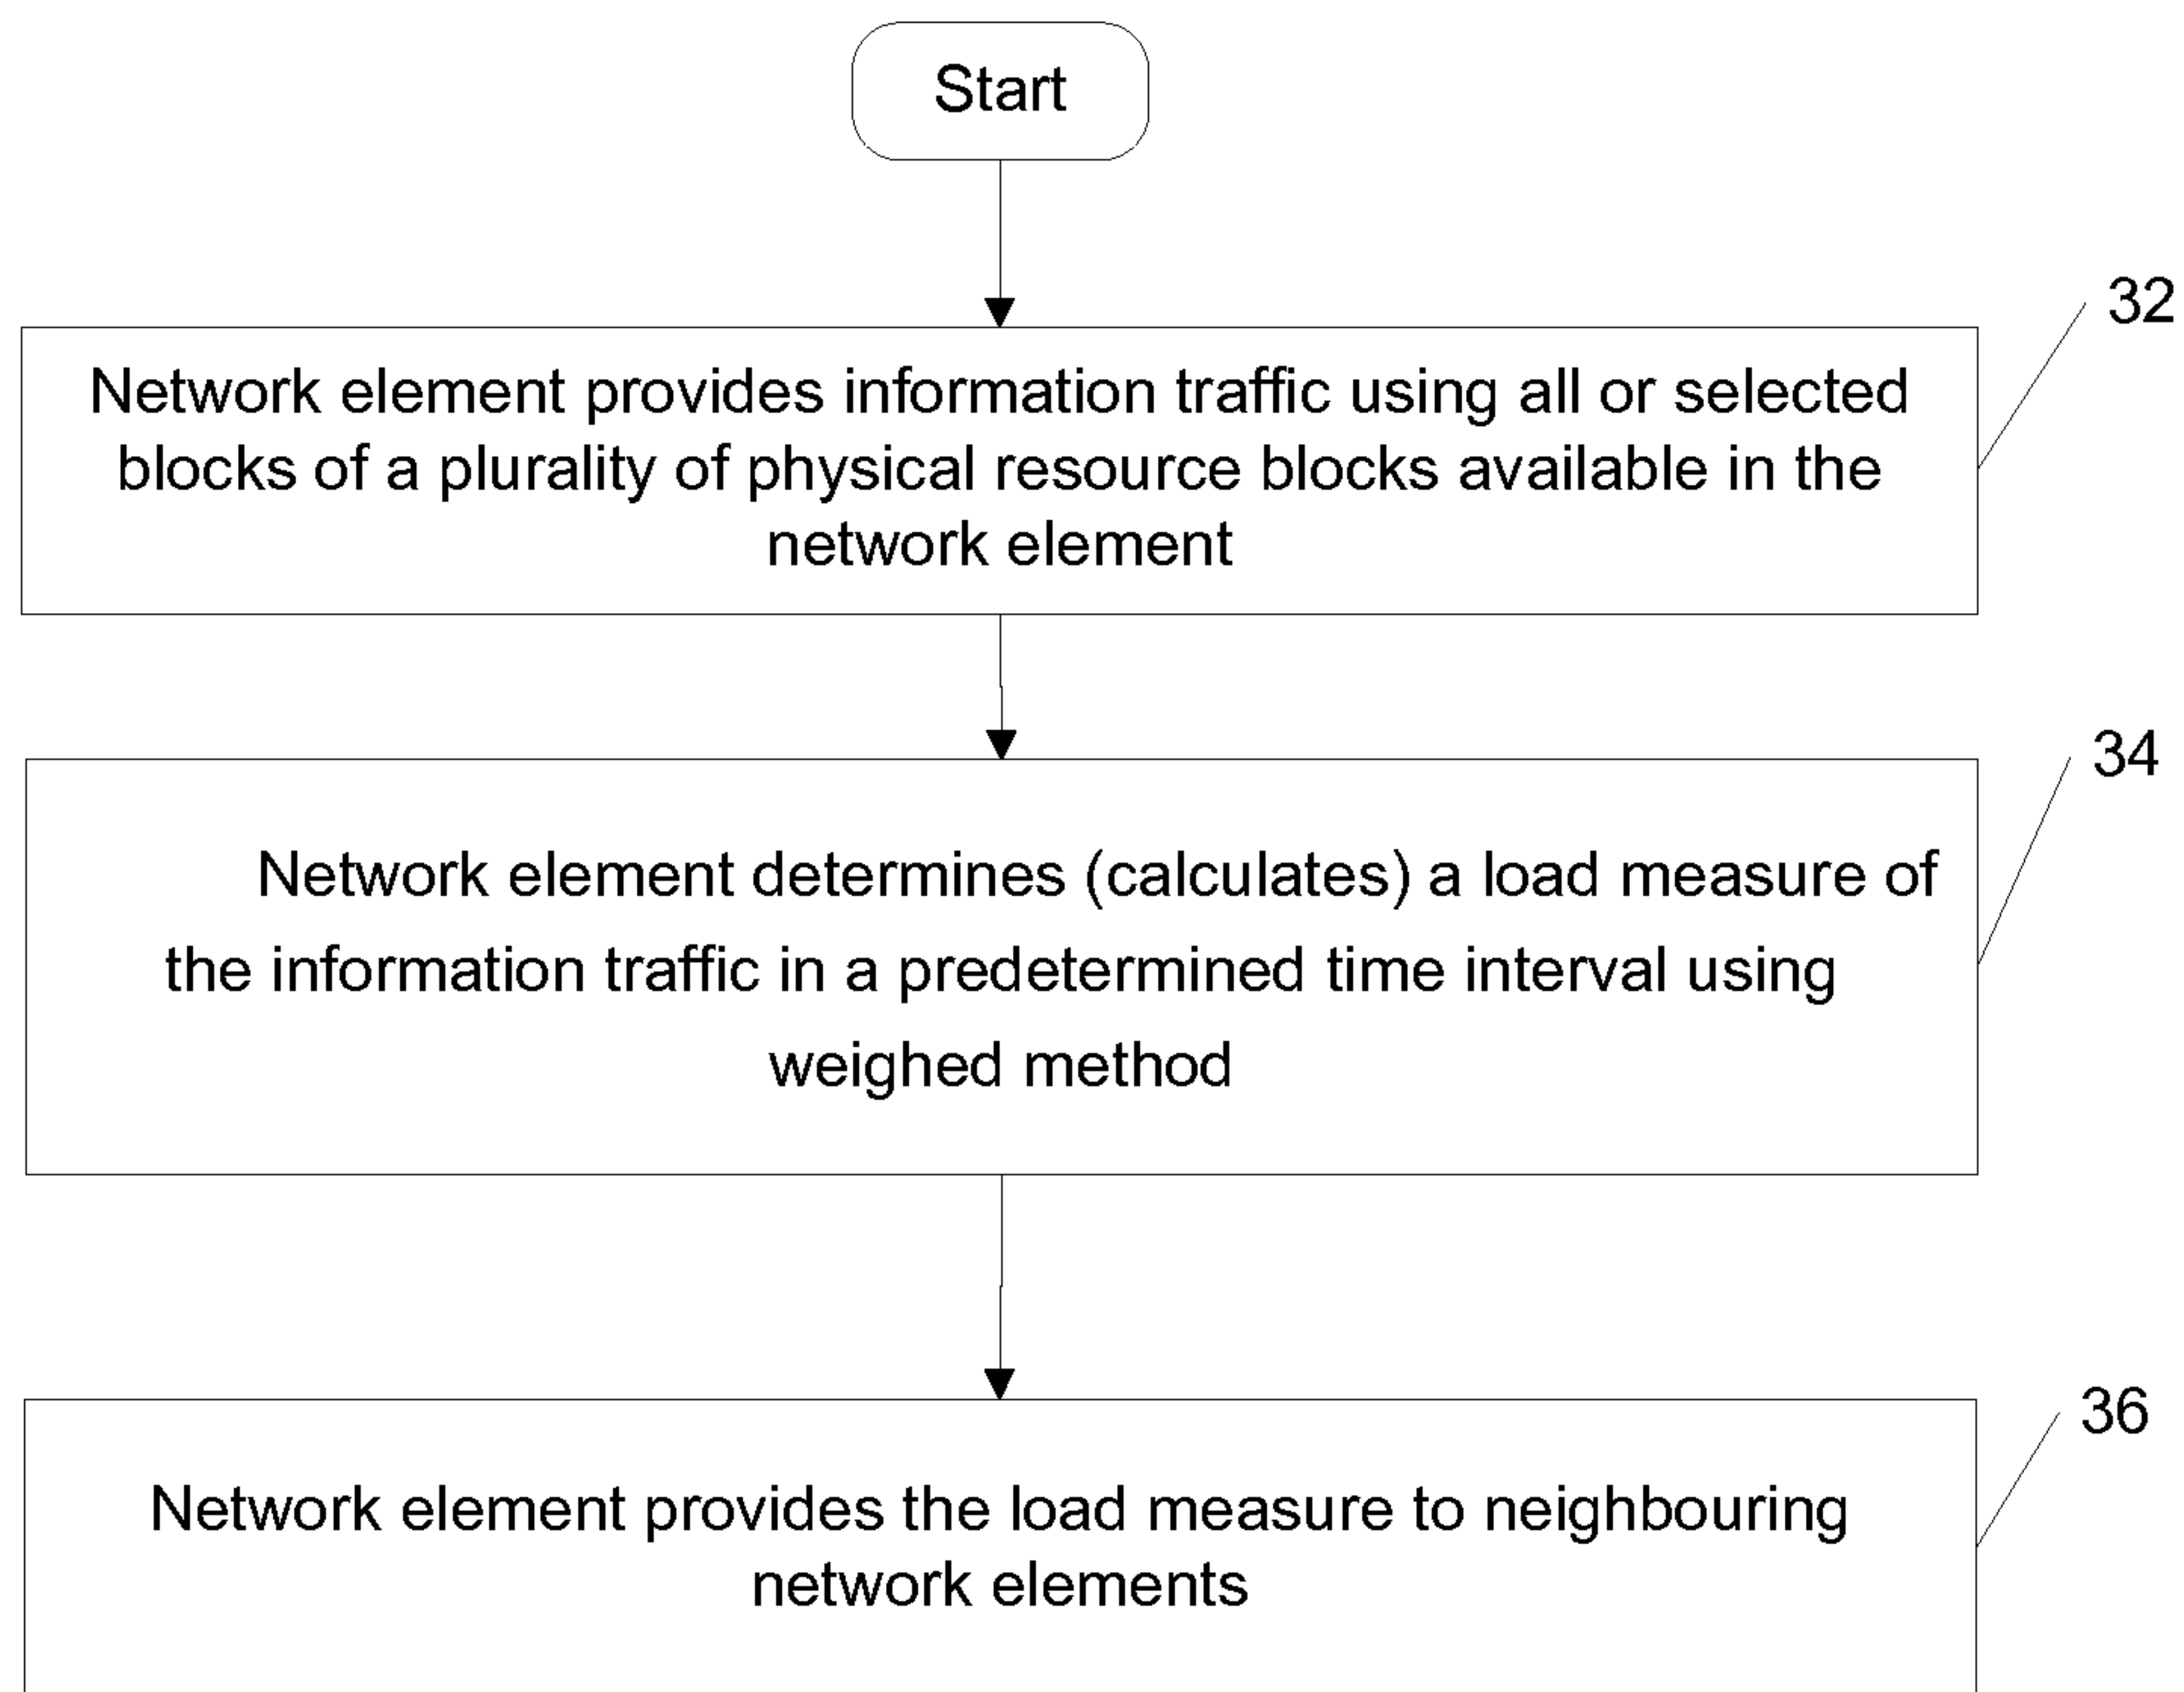 Start
32
Network element provides information traffic using all or selected
blocks of a plurality of physical resource blocks available in the
network element
34
Network element determines (calculates) a load measure of
the information traffic in a predetermined time interval using
weighed method
36
Network element provides the load measure to neighbouring
network elements